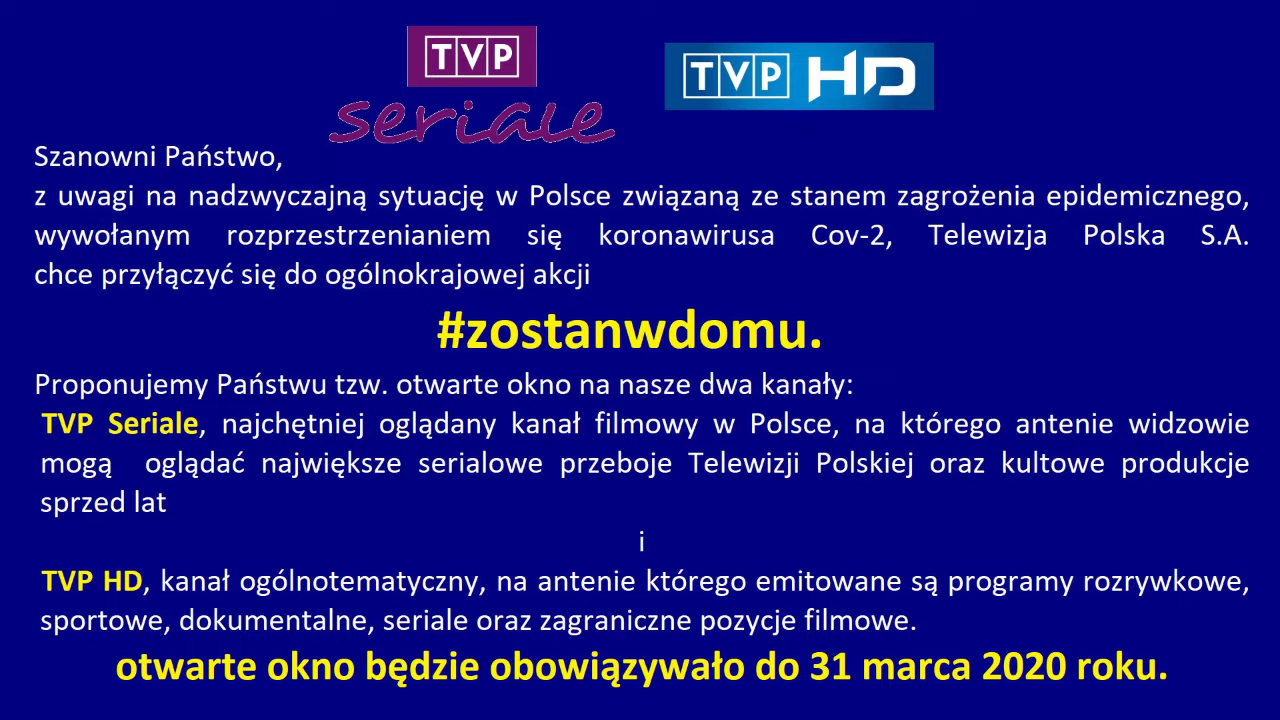 TVP
seriale
TVP HD
Szanowni Państwo,
z uwagi na nadzwyczajną sytuację w Polsce związaną ze stanem zagrożenia epidemicznego,
wywołanym rozprzestrzenianiem się koronawirusa Cov-2, Telewizja Polska S.A.
chce przyłączyć się do ogólnokrajowej akcji
#zostanwdomu.
Proponujemy Państwu tzw. otwarte okno na nasze dwa kanały:
TVP Seriale, najchętniej oglądany kanał filmowy w Polsce, na którego antenie widzowie
mogą oglądać największe serialowe przeboje Telewizji Polskiej oraz kultowe produkcje
sprzed lat
i
TVP HD, kanał ogólnotematyczny, na antenie którego emitowane są programy rozrywkowe,
sportowe, dokumentalne, seriale oraz zagraniczne pozycje filmowe.
otwarte okno będzie obowiązywało do 31 marca 2020 roku.